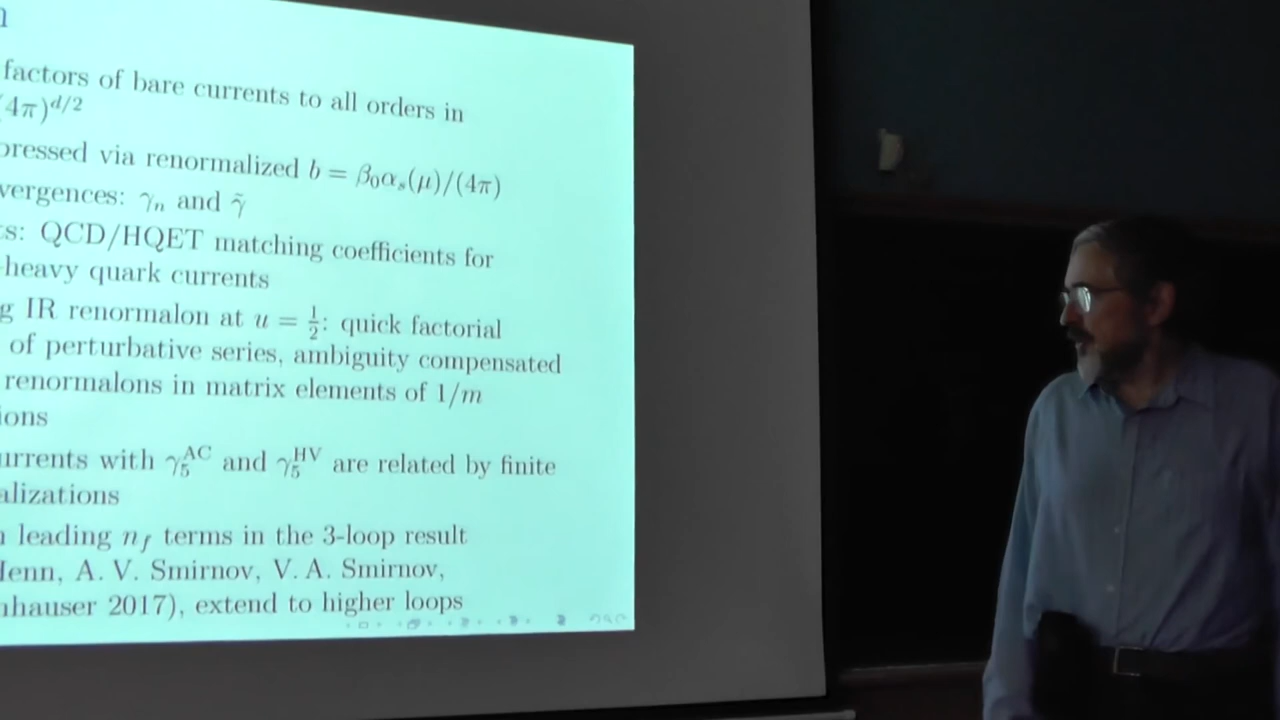 n
factors of bare currents to all orders in
(4π)^{d/2}
pressed via renormalized b = β₀αₛ(μ)/(4π)
vergences: γₙ and γ̃
ts: QCD/HQET matching coefficients for
-heavy quark currents
g IR renormalon at u = 1/2: quick factorial
of perturbative series, ambiguity compensated
renormalons in matrix elements of 1/m
ions
urrents with γ₅^{AC} and γ₅^{HV} are related by finite
alizations
n leading n_f terms in the 3-loop result
Henn, A. V. Smirnov, V. A. Smirnov,
nhauser 2017), extend to higher loops